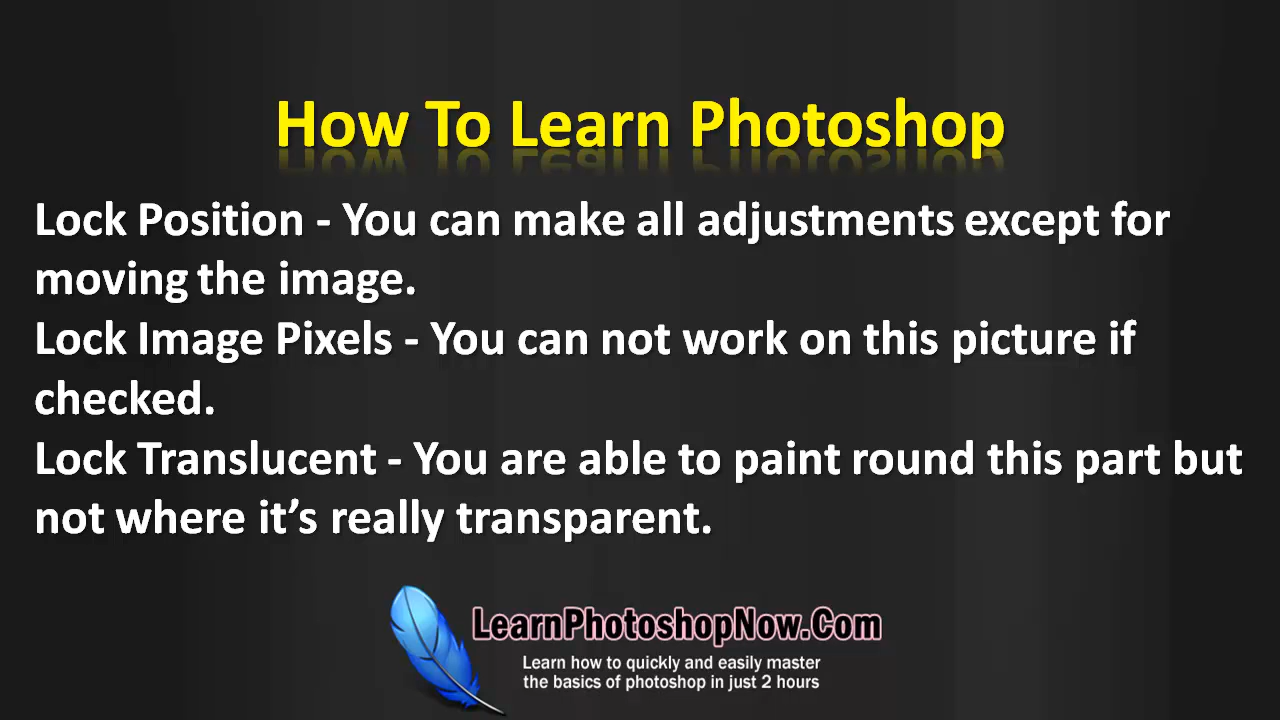 How To Learn Photoshop
Lock Position - You can make all adjustments except for
moving the image.
Lock Image Pixels - You can not work on this picture if
checked.
Lock Translucent - You are able to paint round this part but
not where it’s really transparent.
LearnPhotoshopNow.Com
Learn how to quickly and easily master
the basics of photoshop in just 2 hours